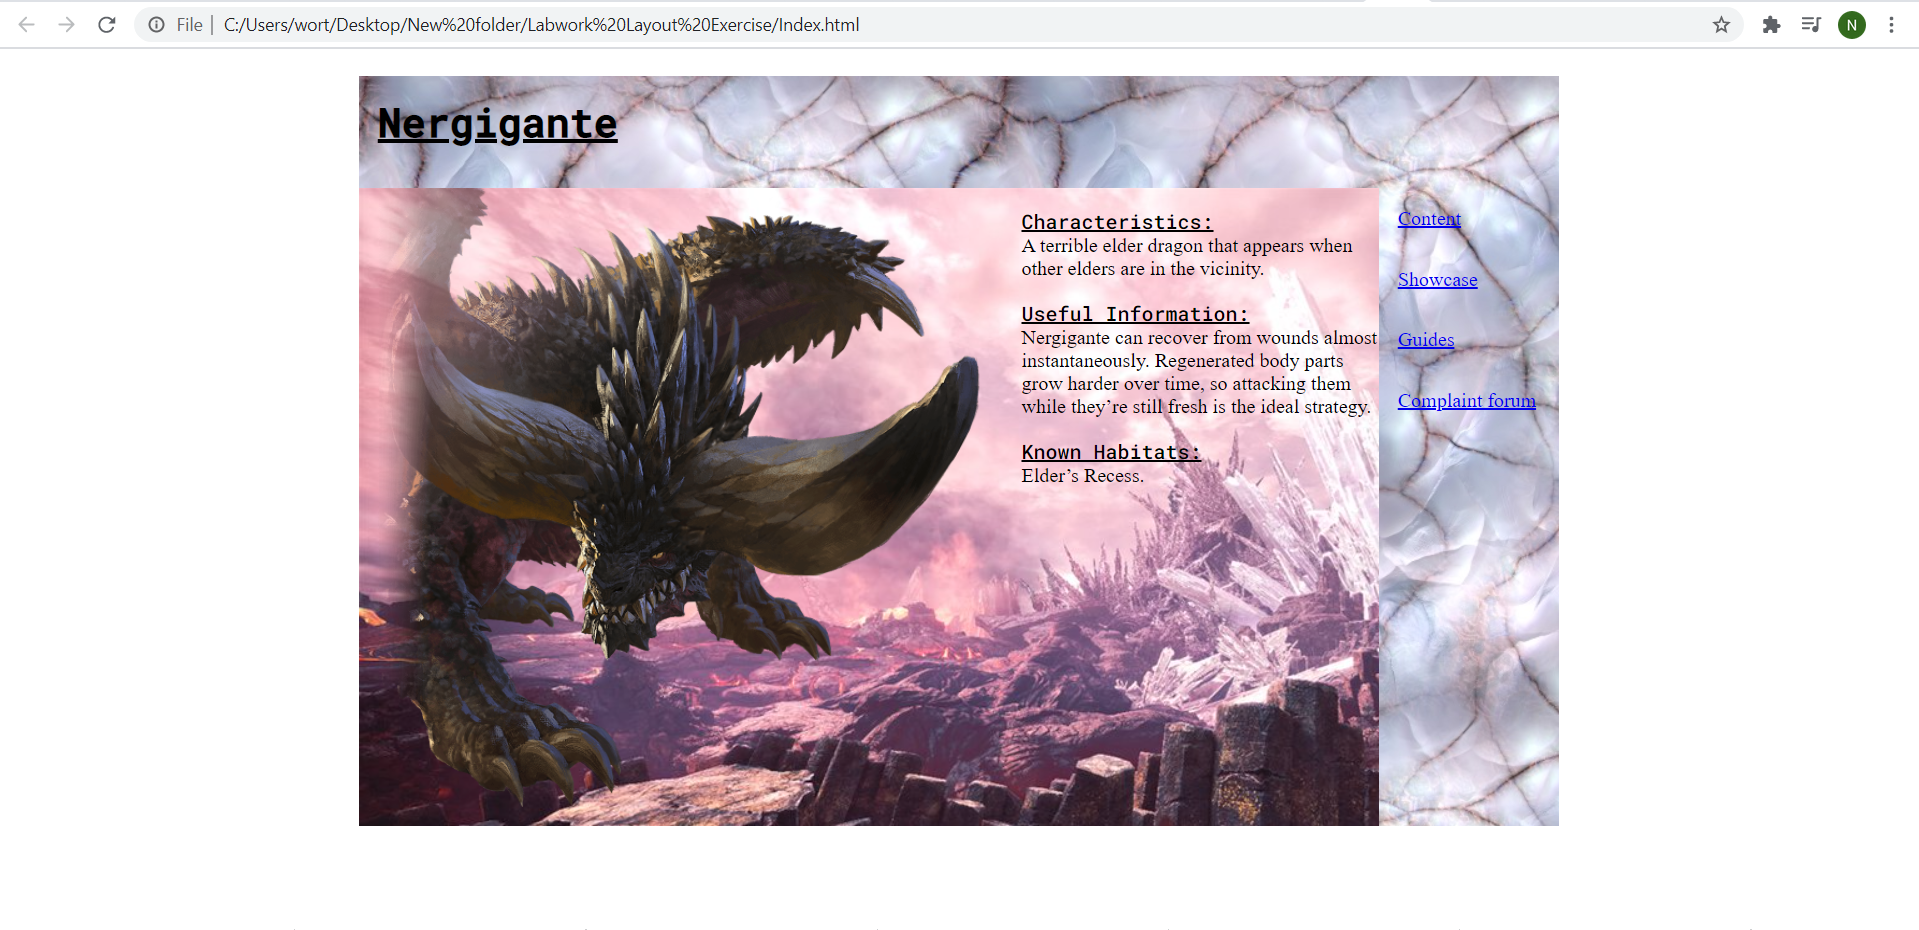 File | C:/Users/wort/Desktop/New%20folder/Labwork%20Layout%20Exercise/Index.html
N
Nergigante
Characteristics:
A terrible elder dragon that appears when
other elders are in the vicinity.
Useful Information:
Nergigante can recover from wounds almost
instantaneously. Regenerated body parts
grow harder over time, so attacking them
while they’re still fresh is the ideal strategy.
Known Habitats:
Elder’s Recess.
Content
Showcase
Guides
Complaint forum